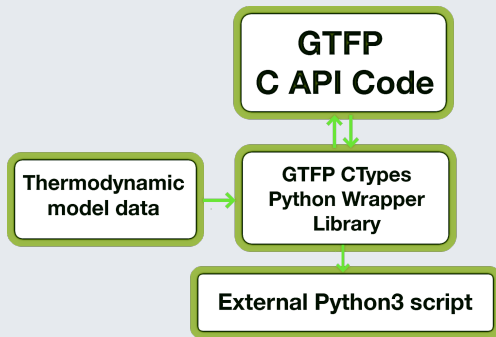 GTFP
C API Code
Thermodynamic
model data
GTFP CTypes
Python Wrapper
Library
External Python3 script